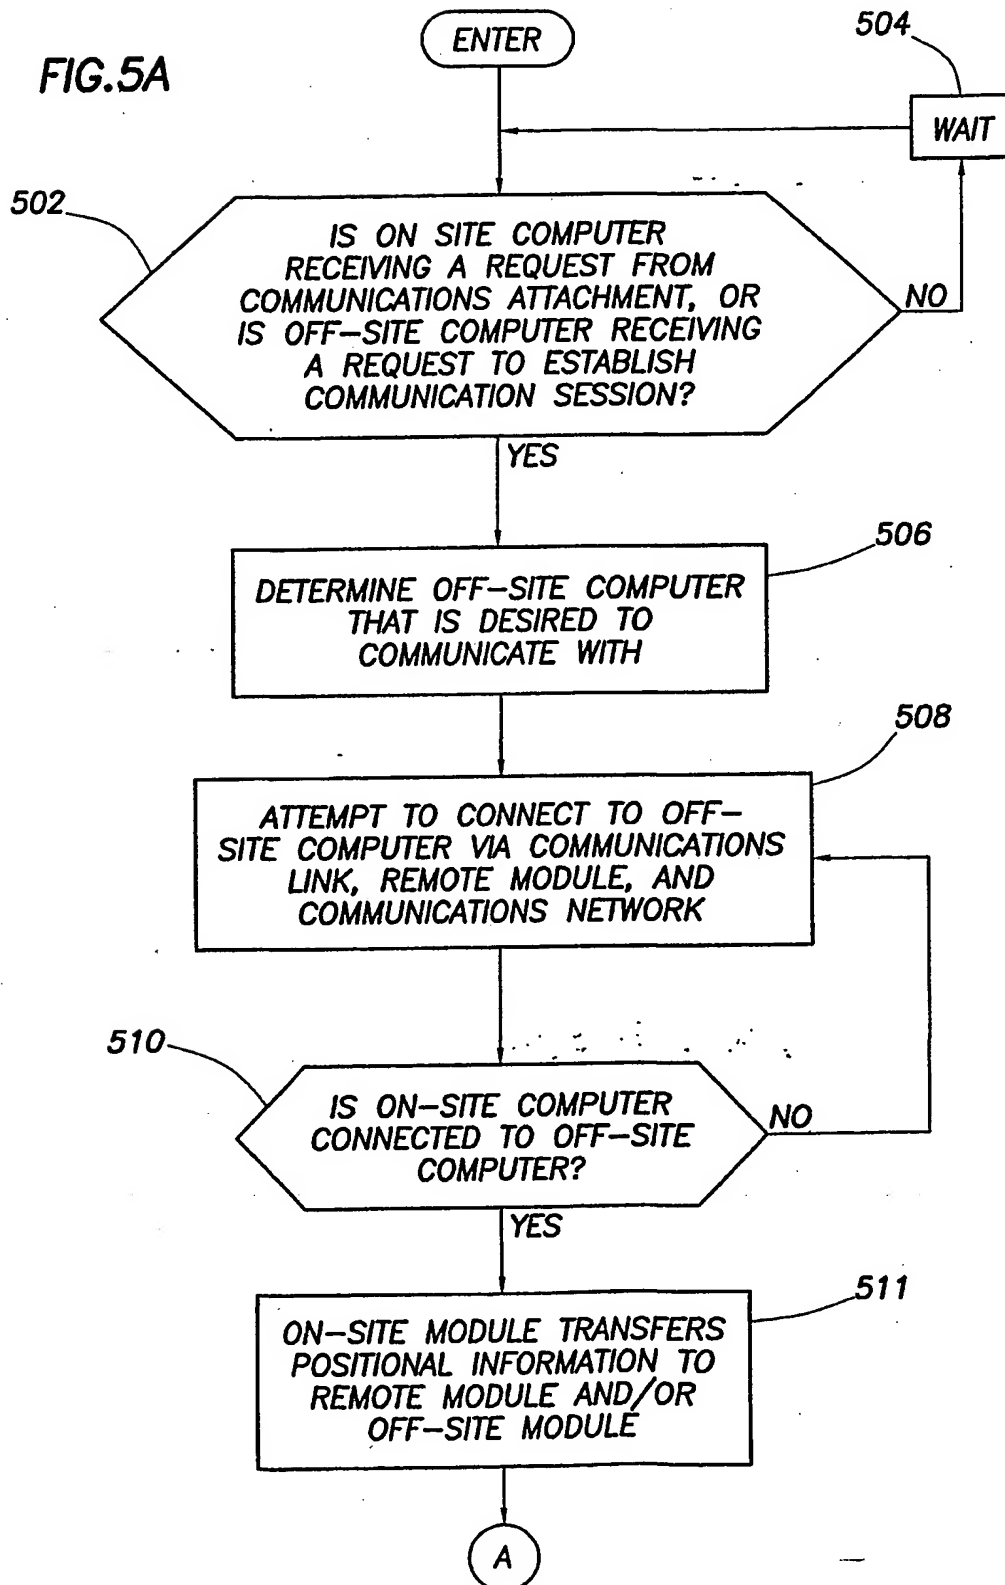 FIG.5A
ENTER
504
WAIT
502
IS ON SITE COMPUTER
RECEIVING A REQUEST FROM
COMMUNICATIONS ATTACHMENT, OR
IS OFF-SITE COMPUTER RECEIVING
A REQUEST TO ESTABLISH
COMMUNICATION SESSION?
NO
YES
506
DETERMINE OFF-SITE COMPUTER
THAT IS DESIRED TO
COMMUNICATE WITH
508
ATTEMPT TO CONNECT TO OFF-
SITE COMPUTER VIA COMMUNICATIONS
LINK, REMOTE MODULE, AND
COMMUNICATIONS NETWORK
510
IS ON-SITE COMPUTER
CONNECTED TO OFF-SITE
COMPUTER?
NO
YES
511
ON-SITE MODULE TRANSFERS
POSITIONAL INFORMATION TO
REMOTE MODULE AND/OR
OFF-SITE MODULE
A